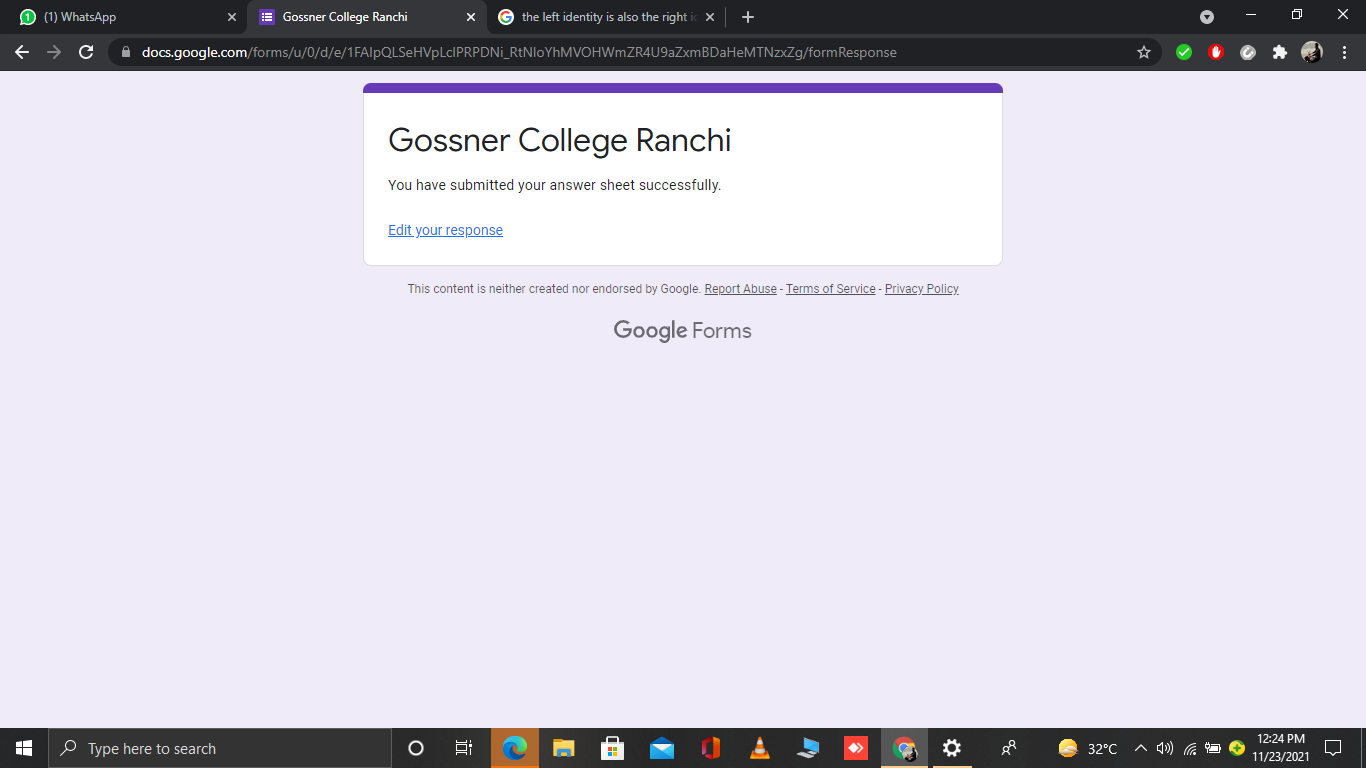 (1) WhatsApp
Gossner College Ranchi
the left identity is also the right
docs.google.com/forms/u/0/d/e/1FAIpQLSeHVpLclPRPDNi_RtNIoYhMVOHWmZR4U9aZxmBDaHeMTNzxZg/formResponse
Gossner College Ranchi
You have submitted your answer sheet successfully.
Edit your response
This content is neither created nor endorsed by Google. Report Abuse - Terms of Service - Privacy Policy
Google Forms
Type here to search
32°C
12:24 PM
11/23/2021